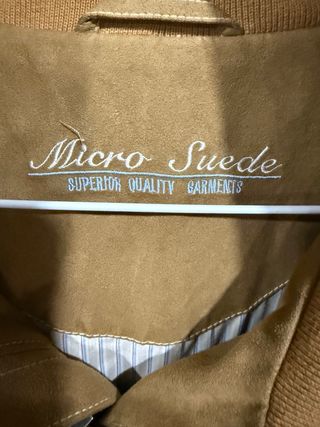 Micro Suede
SUPERIOR QUALITY GARMENTS